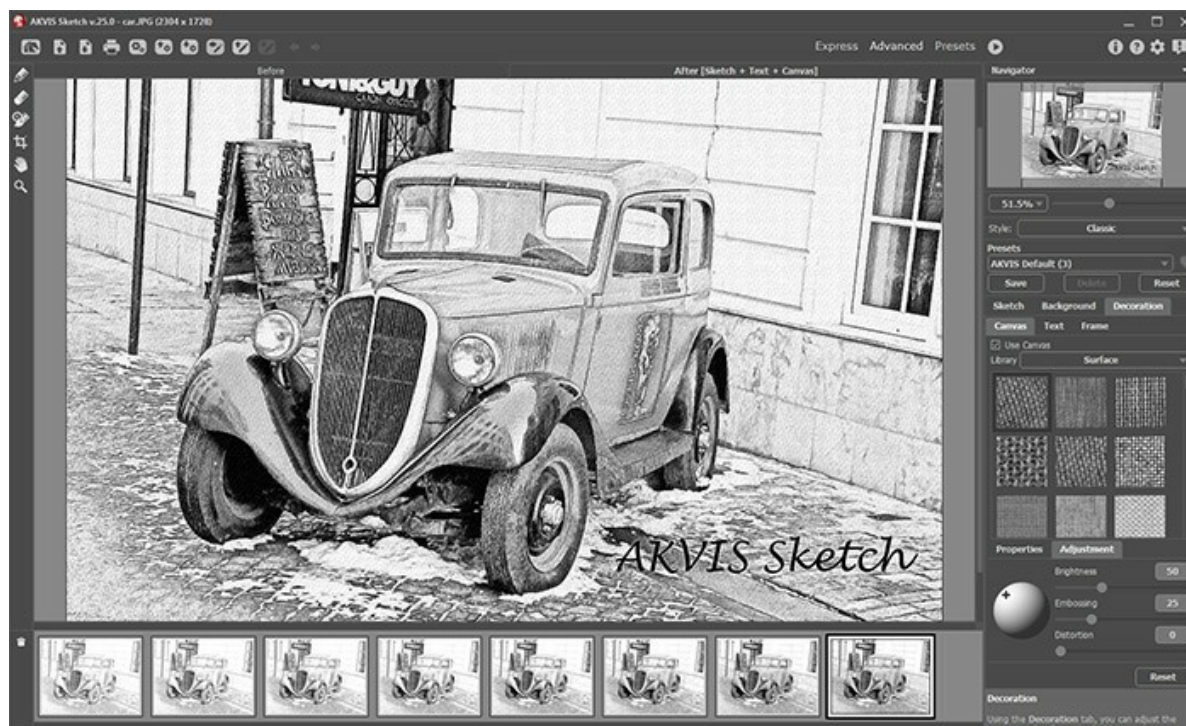 AKVIS Sketch v.25.0 - car.JPG (2304 x 1728)
Express Advanced Presets
Before
After [Sketch + Text + Canvas]
Navigator
51.5%
Style: Classic
Presets
AKVIS Default (3)
Save Delete Reset
Sketch Background Decoration
Canvas Text Frame
Use Canvas
Library Surface
Properties Adjustment
Brightness 50
Embossing 25
Distortion 0
Reset
Decoration
Using the Decoration tab, you can adjust the
AKVIS Sketch